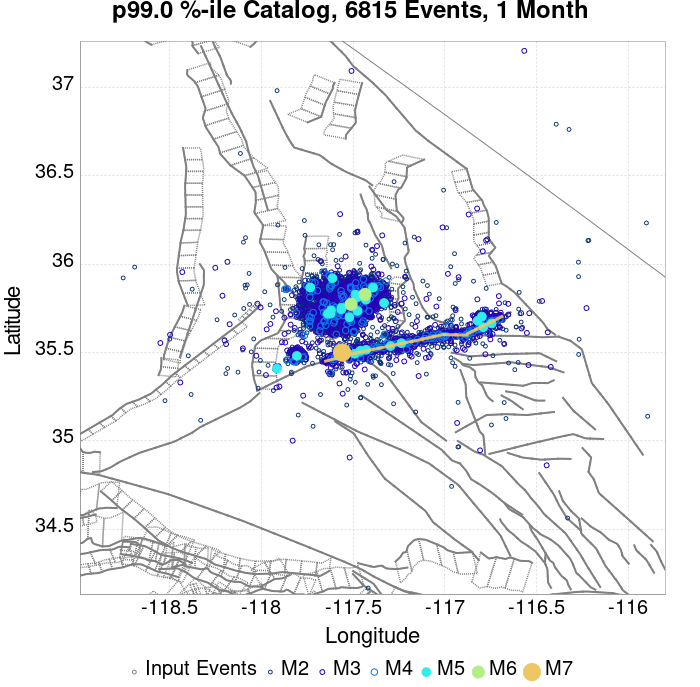 p99.0 %-ile Catalog, 6815 Events, 1 Month
37
36.5
36
35.5
35
34.5
Latitude
-118.5 -118 -117.5 -117 -116.5 -116
Longitude
Input Events M2 M3 M4 M5 M6 M7